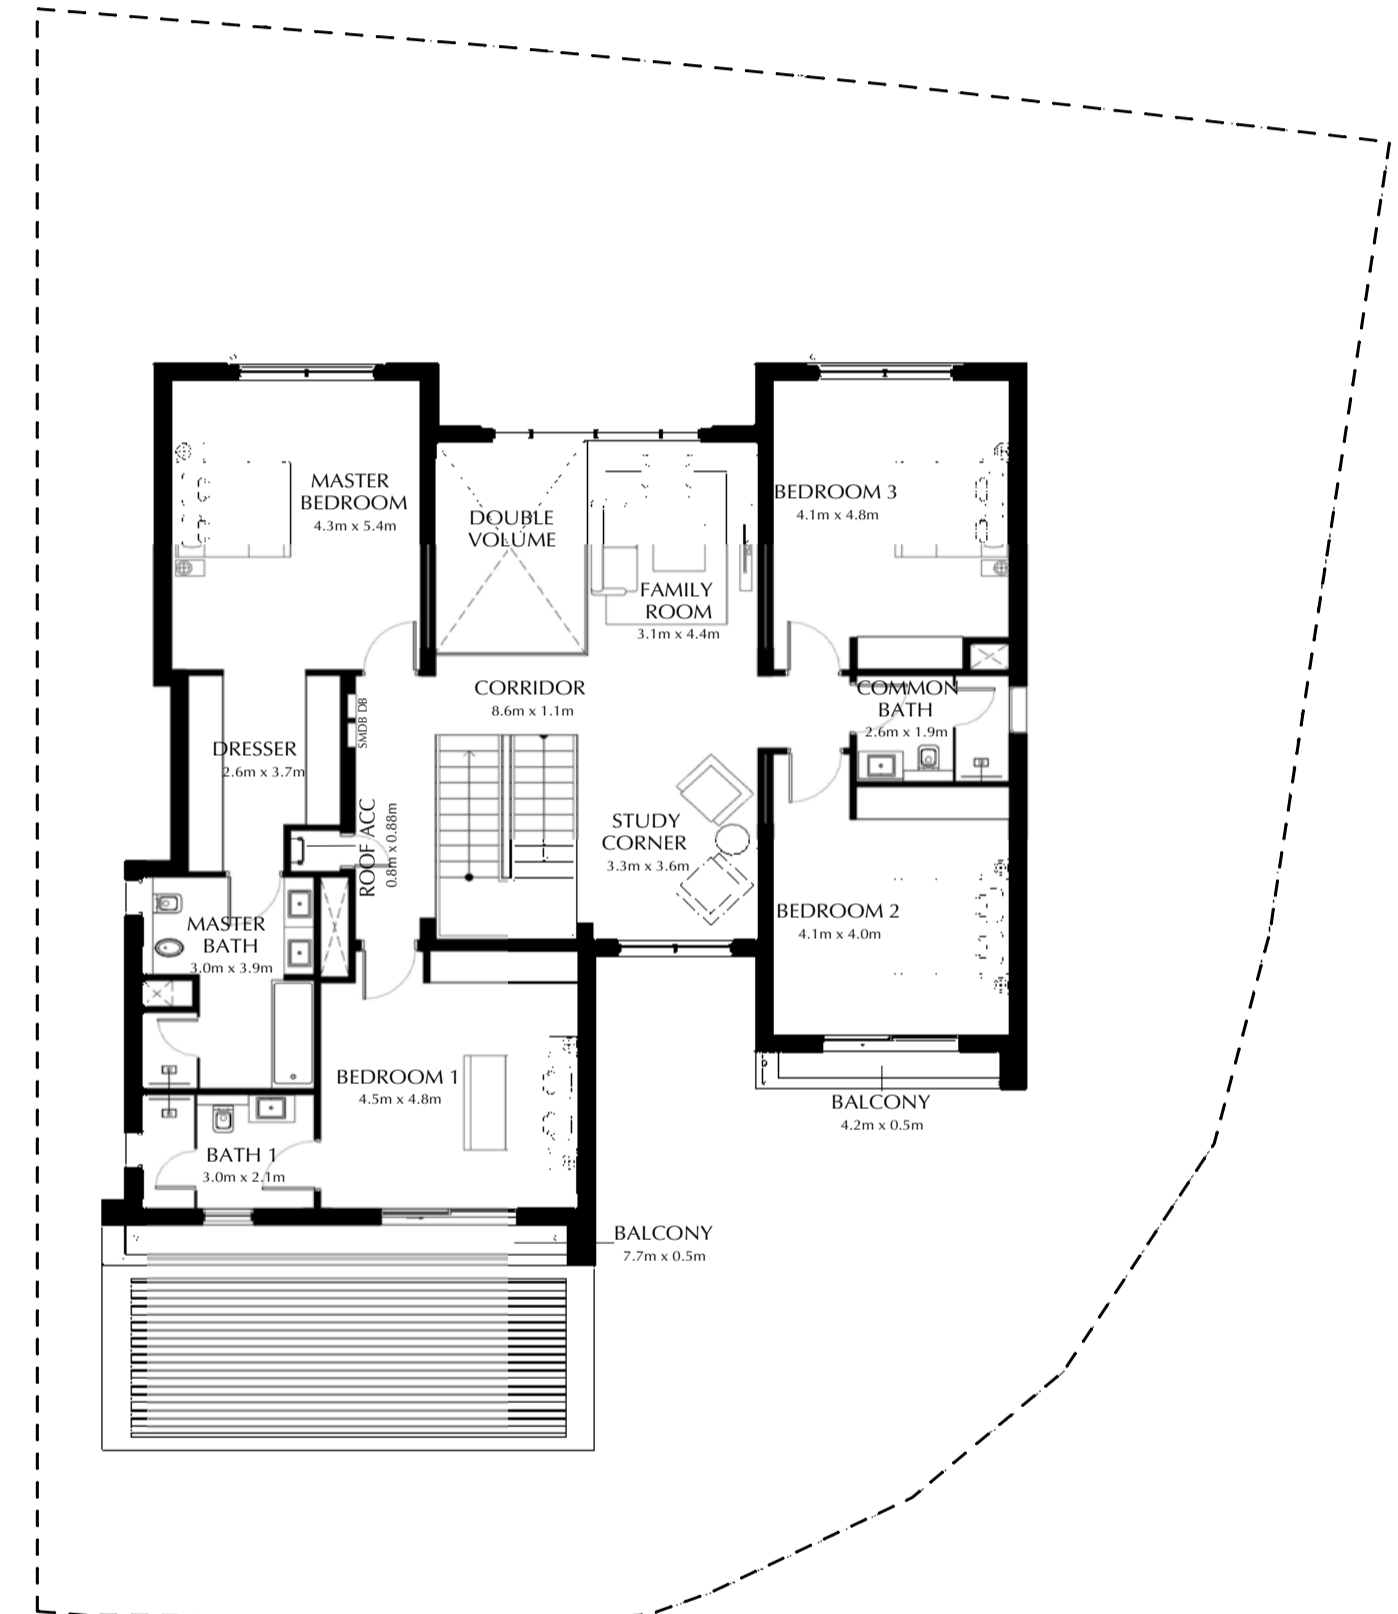 MASTER
BEDROOM
4.3m x 5.4m
DOUBLE
VOLUME
FAMILY
ROOM
3.1m x 4.4m
BEDROOM 3
4.1m x 4.8m
CORRIDOR
8.6m x 1.1m
COMMON
BATH
2.6m x 1.9m
SMDB DB
DRESSER
2.6m x 3.7m
ROOF ACC
0.8m x 0.88m
STUDY
CORNER
3.3m x 3.6m
MASTER
BATH
3.0m x 3.9m
BEDROOM 2
4.1m x 4.0m
BEDROOM 1
4.5m x 4.8m
BALCONY
4.2m x 0.5m
BATH 1
3.0m x 2.1m
BALCONY
7.7m x 0.5m